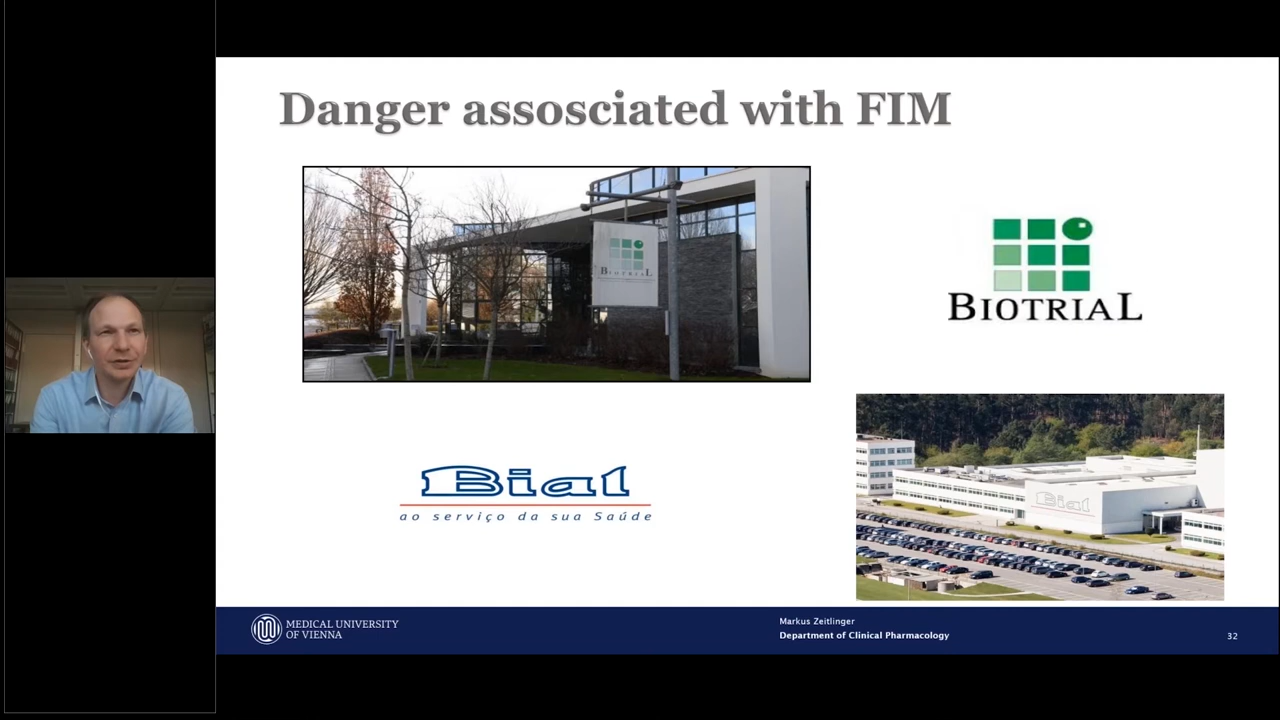 Danger assosciated with FIM
BIOTRIAL
BIOTRIAL
Bial
ao serviço da sua Saúde
Bial
MEDICAL UNIVERSITY
OF VIENNA
Markus Zeitlinger
Department of Clinical Pharmacology
32